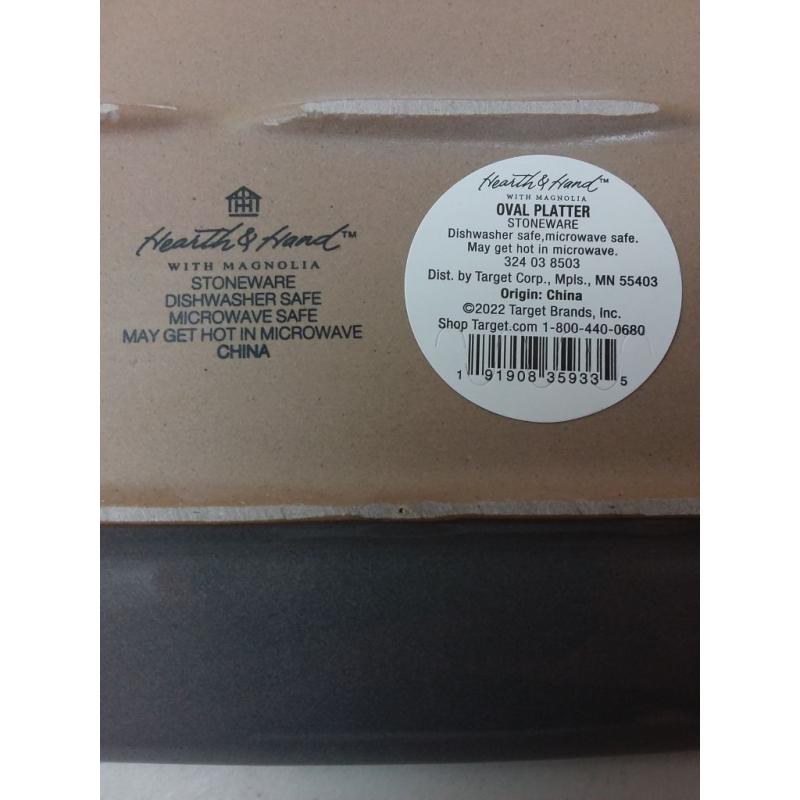 Hearth & Hand™
WITH MAGNOLIA
STONEWARE
DISHWASHER SAFE
MICROWAVE SAFE
MAY GET HOT IN MICROWAVE
CHINA
Hearth & Hand™
WITH MAGNOLIA
OVAL PLATTER
STONEWARE
Dishwasher safe,microwave safe.
May get hot in microwave.
324 03 8503
Dist. by Target Corp., Mpls., MN 55403
Origin: China
©2022 Target Brands, Inc.
Shop Target.com 1-800-440-0680
1 91908 35933 5